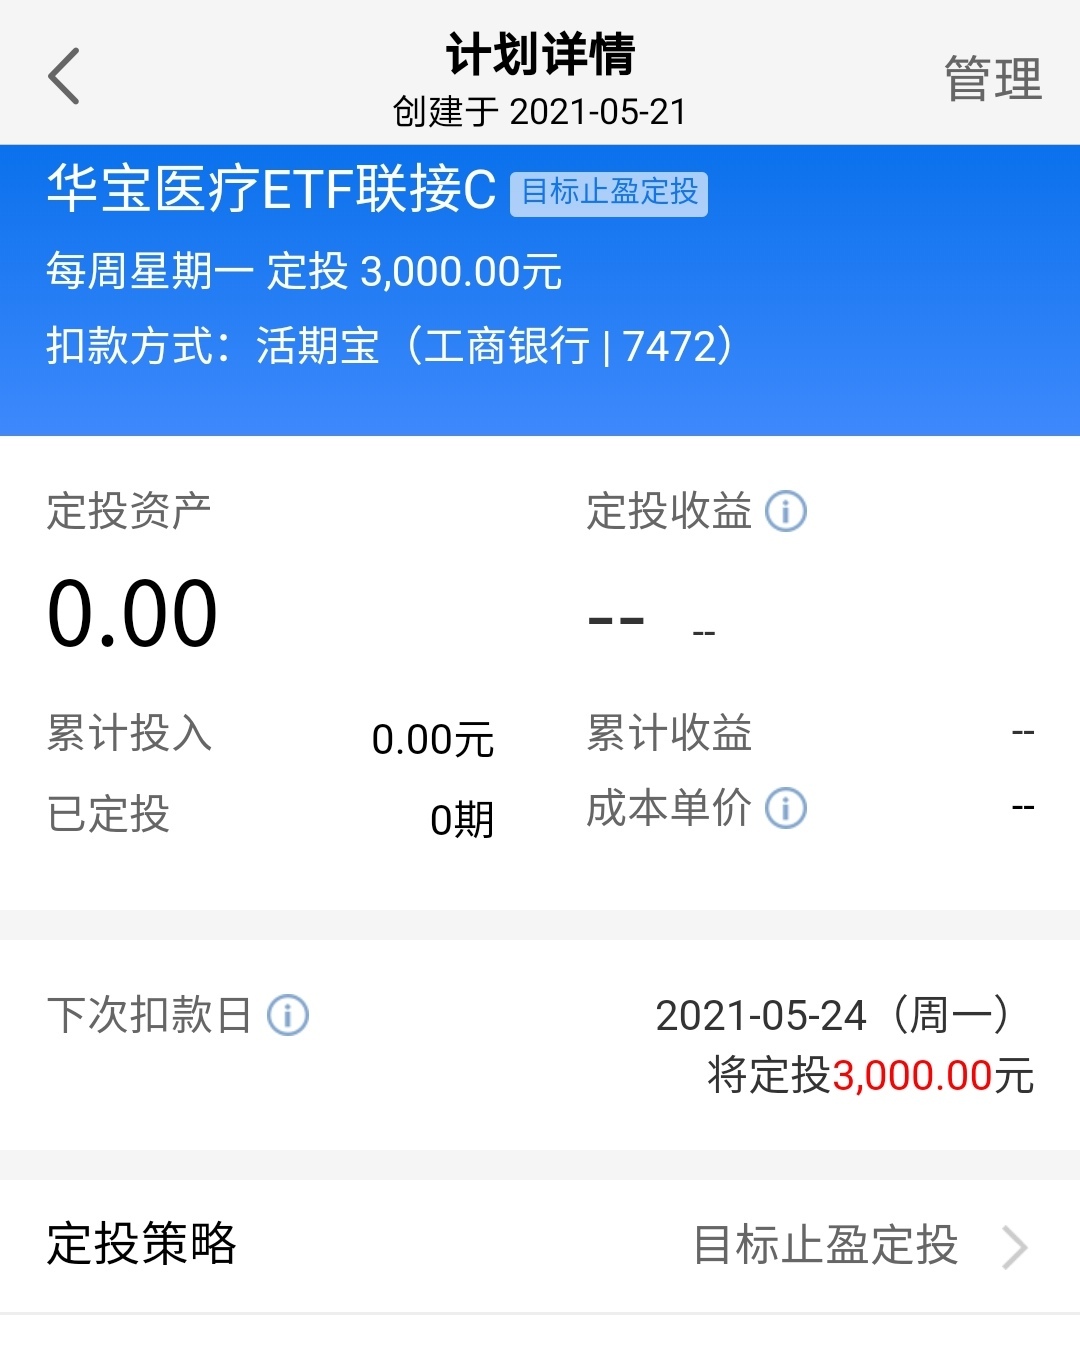 计划详情
创建于 2021-05-21
管理
华宝医疗ETF联接C 目标止盈定投
每周星期一 定投 3,000.00元
扣款方式：活期宝（工商银行 | 7472）
定投资产
定投收益
0.00
-- --
累计投入 0.00元
累计收益 --
已定投 0期
成本单价 --
下次扣款日 2021-05-24（周一）
将定投3,000.00元
定投策略 目标止盈定投